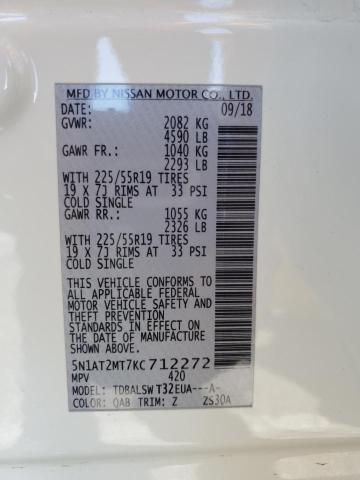 MFD BY NISSAN MOTOR CO., LTD.
DATE: 09/18
GVWR: 2082 KG
4590 LB
GAWR FR.: 1040 KG
2293 LB
WITH 225/55R19 TIRES
19 X 7J RIMS AT 33 PSI
COLD SINGLE
GAWR RR.: 1055 KG
2326 LB
WITH 225/55R19 TIRES
19 X 7J RIMS AT 33 PSI
COLD SINGLE
THIS VEHICLE CONFORMS TO
ALL APPLICABLE FEDERAL
MOTOR VEHICLE SAFETY AND
THEFT PREVENTION
STANDARDS IN EFFECT ON
THE DATE OF MANUFACTURE
SHOWN ABOVE.
5N1AT2MT7KC712272
MPV 420
MODEL: TDBALSW T32EUA---A-
COLOR: QAB TRIM: Z ZS30A